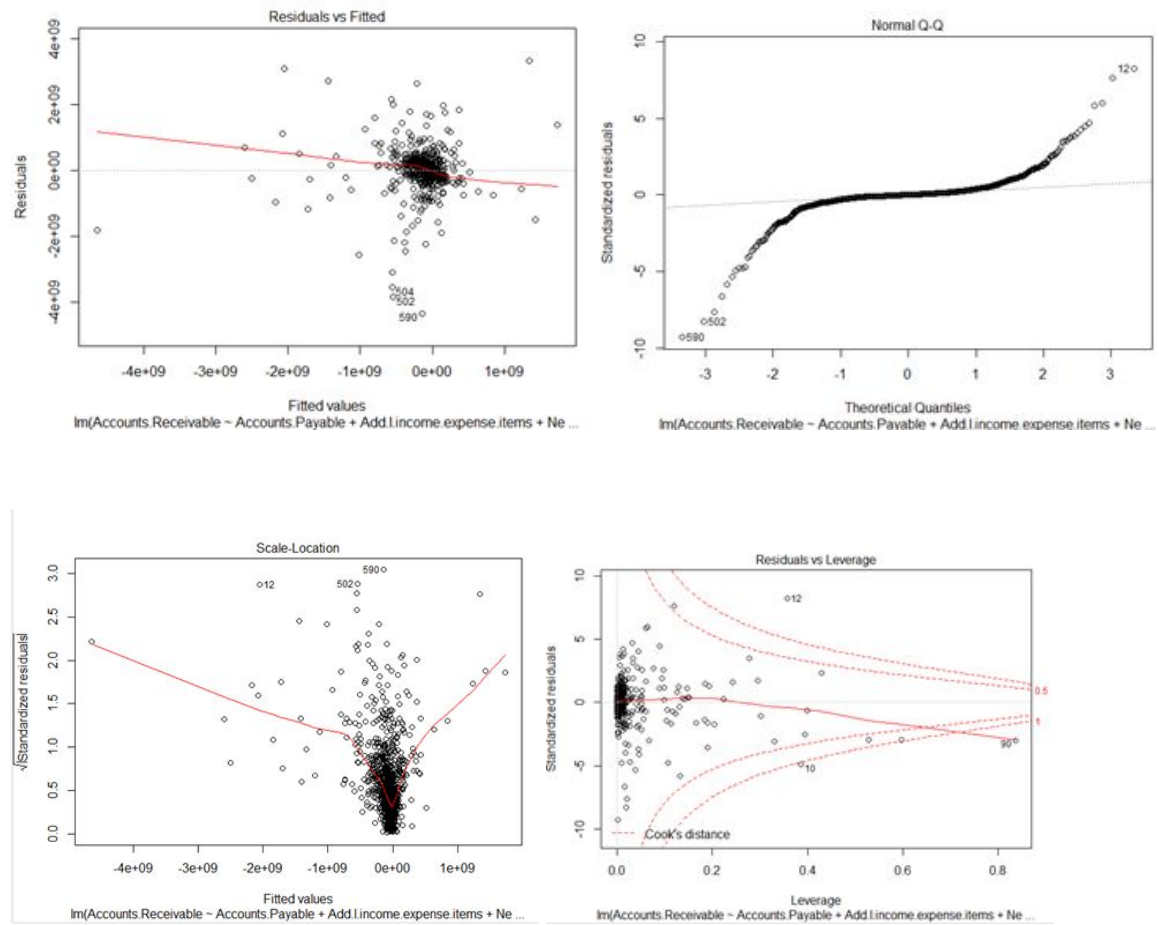 Residuals vs Fitted
Residuals
4e+09
2e+09
0e+00
-2e+09
-4e+09
504
502
590
-4e+09 -3e+09 -2e+09 -1e+09 0e+00 1e+09
Fitted values
lm(Accounts.Receivable ~ Accounts.Payable + Add.l.income.expense.items + Ne ...
Normal Q-Q
Standardized residuals
10
5
0
-5
-10
12
502
590
-3 -2 -1 0 1 2 3
Theoretical Quantiles
lm(Accounts.Receivable ~ Accounts.Payable + Add.l.income.expense.items + Ne ...
Scale-Location
√|Standardized residuals|
3.0
2.5
2.0
1.5
1.0
0.5
0.0
590
12
502
-4e+09 -3e+09 -2e+09 -1e+09 0e+00 1e+09
Fitted values
lm(Accounts.Receivable ~ Accounts.Payable + Add.l.income.expense.items + Ne ...
Residuals vs Leverage
Standardized residuals
10
5
0
-5
-10
12
0.5
1
90
10
Cook's distance
0.0 0.2 0.4 0.6 0.8
Leverage
lm(Accounts.Receivable ~ Accounts.Payable + Add.l.income.expense.items + Ne ...